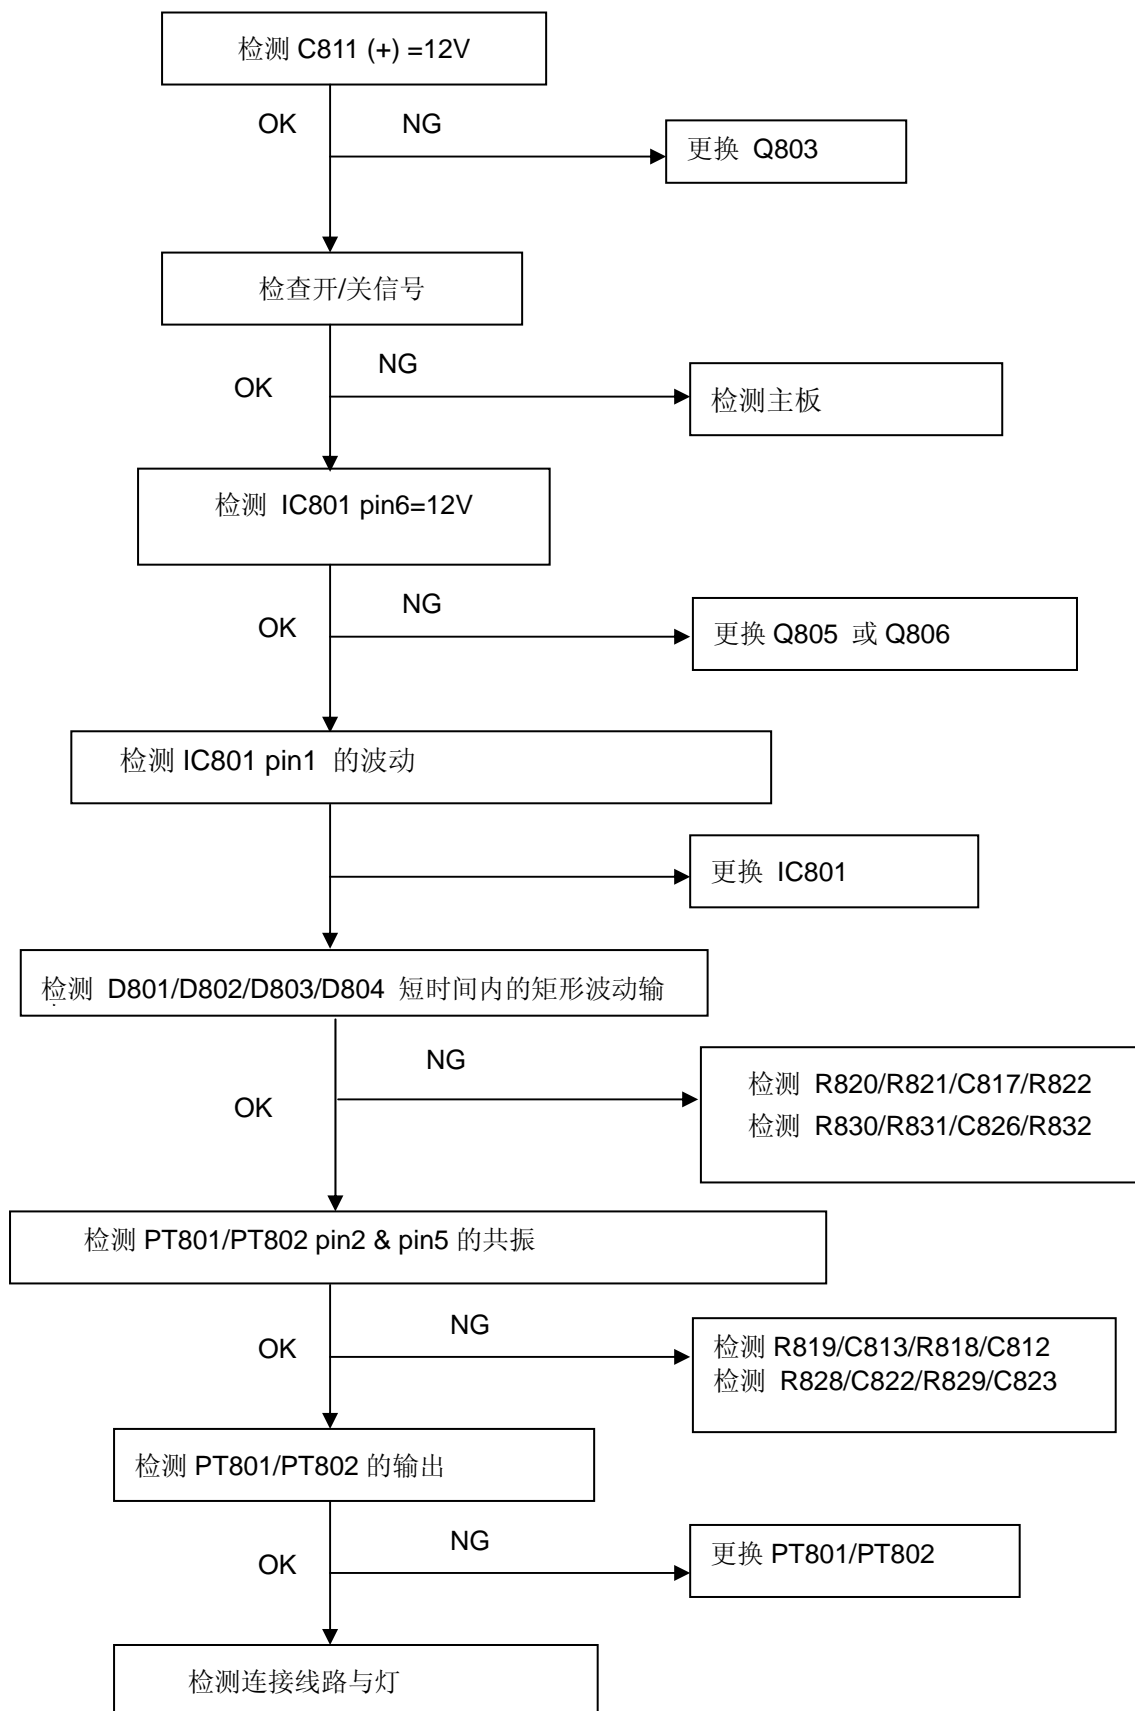 检测 C811 (+) =12V
OK NG
更换 Q803
检查开/关信号
NG
OK
检测主板
检测 IC801 pin6=12V
NG
OK
更换 Q805 或 Q806
检测 IC801 pin1 的波动
更换 IC801
检测 D801/D802/D803/D804 短时间内的矩形波动输
NG
OK
检测 R820/R821/C817/R822
检测 R830/R831/C826/R832
检测 PT801/PT802 pin2 & pin5 的共振
NG
OK
检测 R819/C813/R818/C812
检测 R828/C822/R829/C823
检测 PT801/PT802 的输出
NG
OK
更换 PT801/PT802
检测连接线路与灯